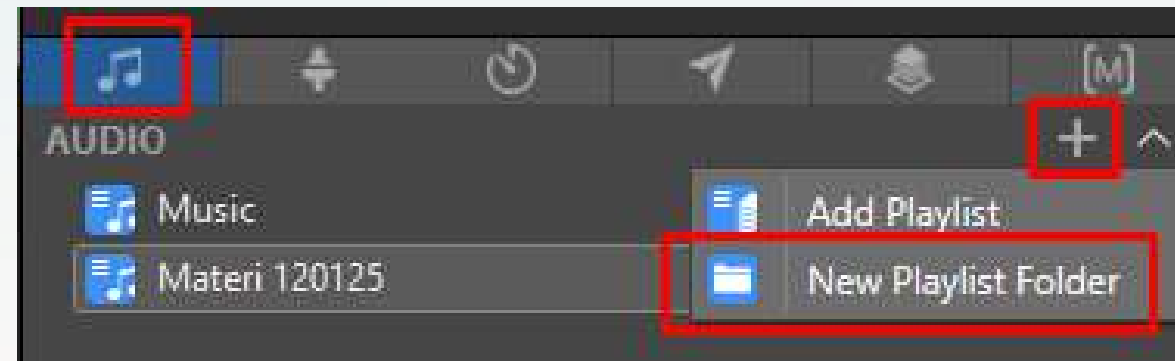 [M]
AUDIO
Music
Add Playlist
Materi 120125
New Playlist Folder